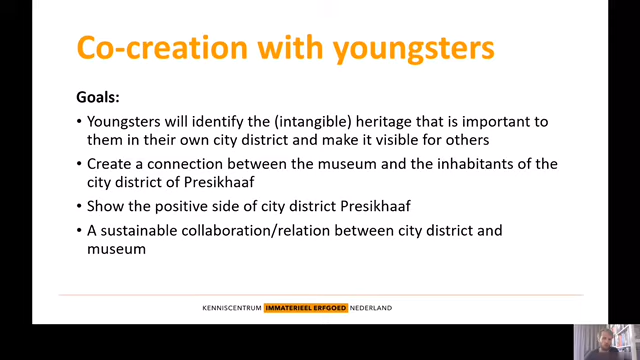 Co-creation with youngsters
Goals:
• Youngsters will identify the (intangible) heritage that is important to
them in their own city district and make it visible for others
• Create a connection between the museum and the inhabitants of the
city district of Presikhaaf
• Show the positive side of city district Presikhaaf
• A sustainable collaboration/relation between city district and
museum
KENNISCENTRUM IMMATERIEEL ERFGOED NEDERLAND